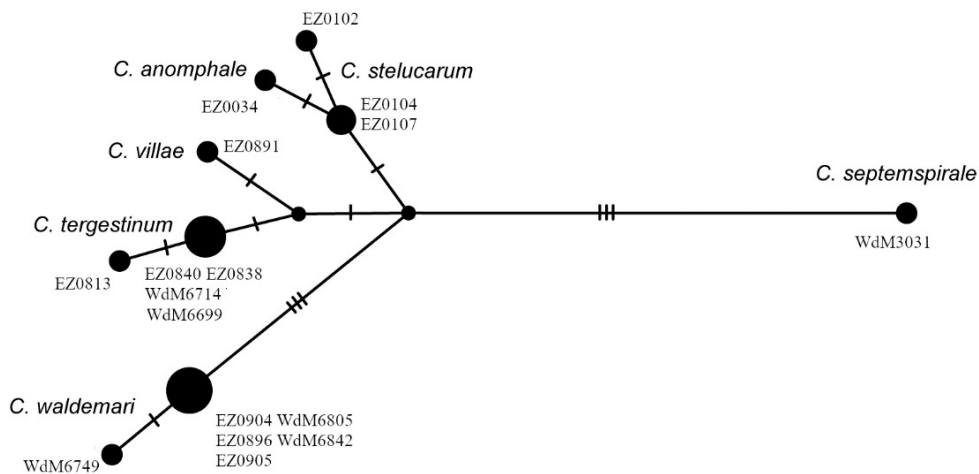 EZ0102
C. anomphale
C. stelucarum
EZ0034
EZ0104
EZ0107
C. villae
EZ0891
C. septemspirale
WdM3031
C. tergestinum
EZ0813
EZ0840 EZ0838
WdM6714
WdM6699
C. waldemari
EZ0904 WdM6805
EZ0896 WdM6842
EZ0905
WdM6749